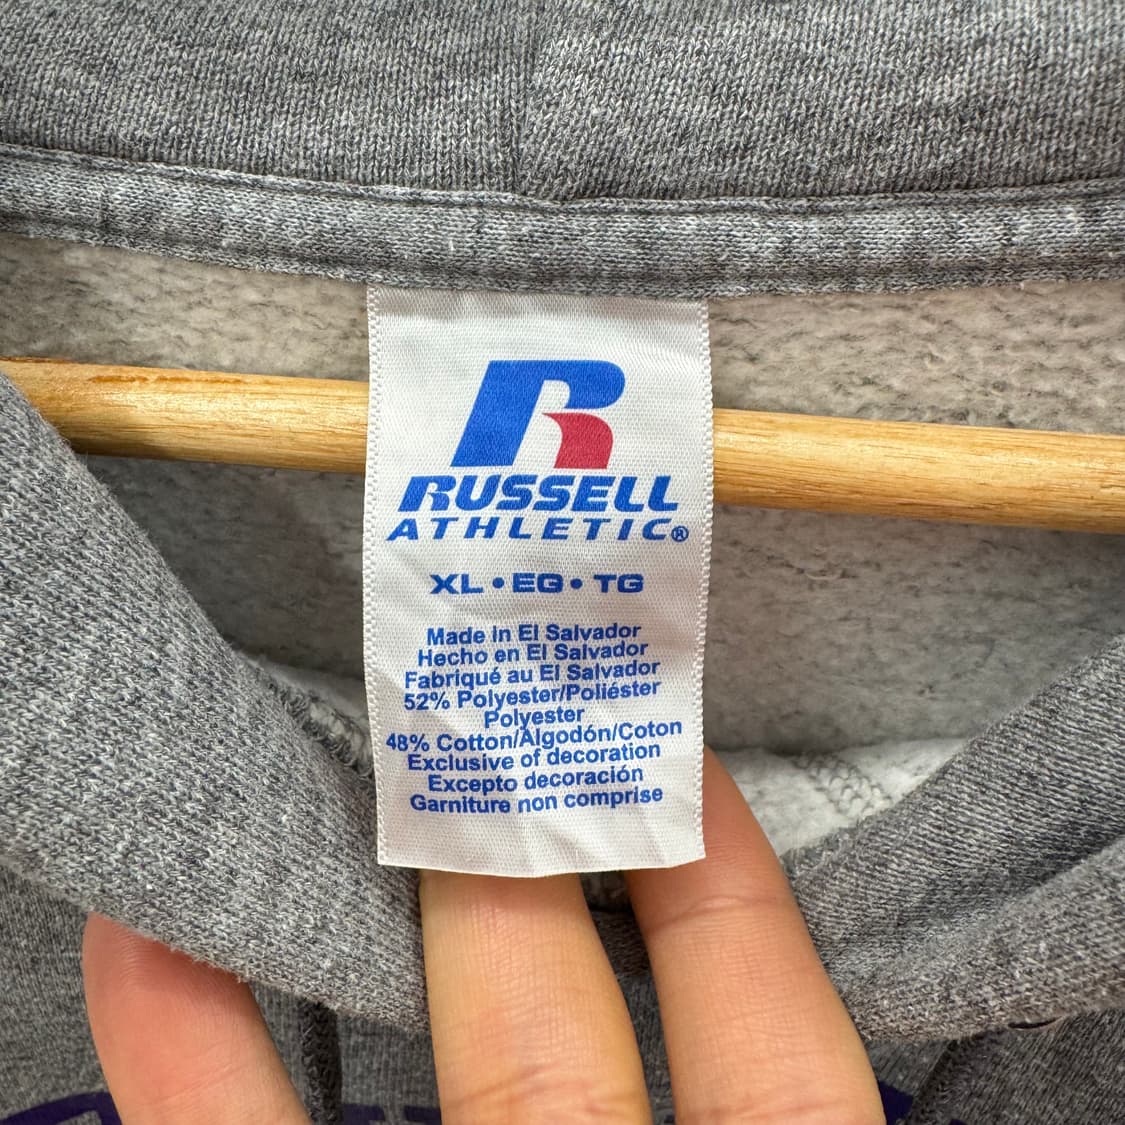 RUSSELL
ATHLETIC®
XL • EG • TG
Made in El Salvador
Hecho en El Salvador
Fabriqué au El Salvador
52% Polyester/Poliéster
Polyester
48% Cotton/Algodón/Coton
Exclusive of decoration
Excepto decoración
Garniture non comprise